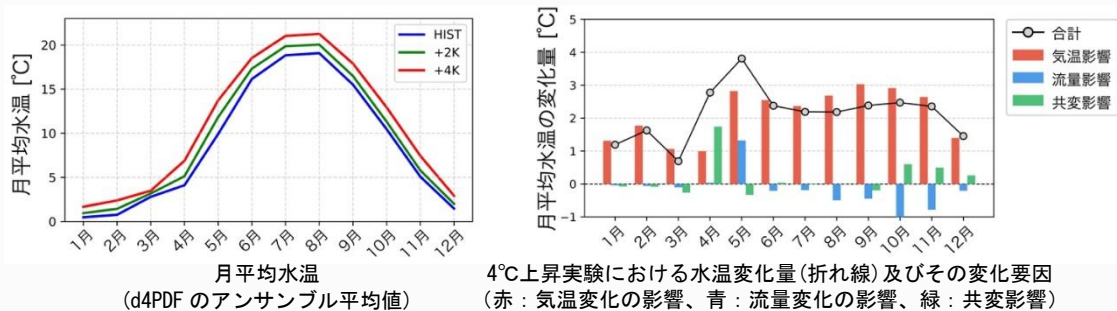 月平均水温 [℃]
20
15
10
5
0
HIST
+2K
+4K
1月
2月
3月
4月
5月
6月
7月
8月
9月
10月
11月
12月
月平均水温
(d4PDF のアンサンブル平均値)
月平均水温の変化量 [℃]
5
4
3
2
1
0
−1
合計
気温影響
流量影響
共変影響
1月
2月
3月
4月
5月
6月
7月
8月
9月
10月
11月
12月
4℃上昇実験における水温変化量(折れ線)及びその変化要因
(赤：気温変化の影響、青：流量変化の影響、緑：共変影響)